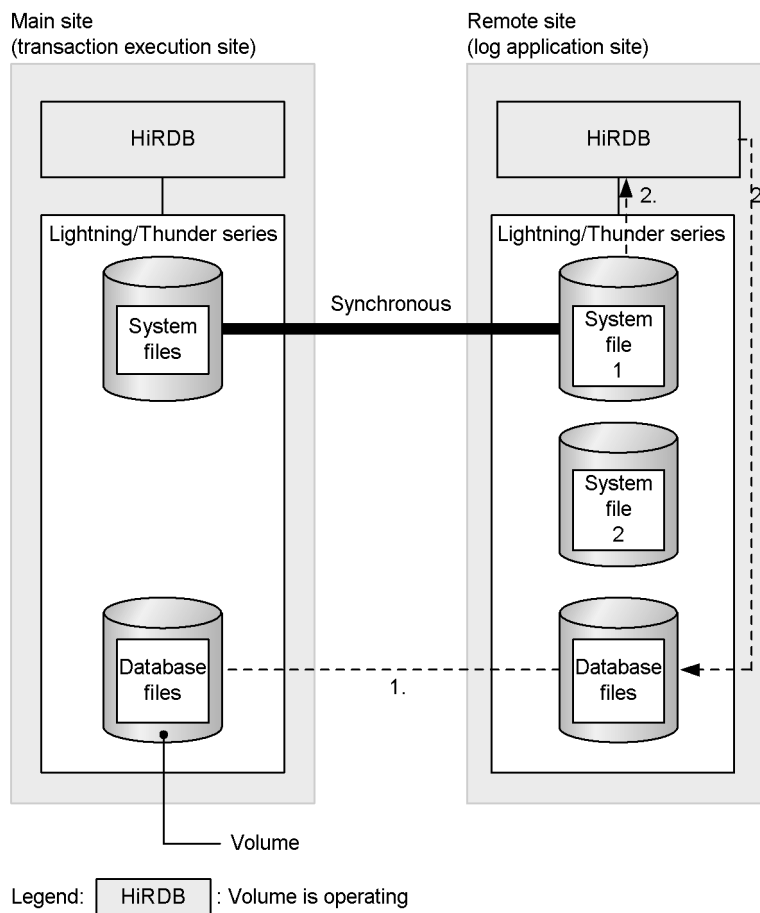 Main site
(transaction execution site)
Remote site
(log application site)
HiRDB
HiRDB
2.
2
Lightning/Thunder series
Lightning/Thunder series
Synchronous
System
files
System
file
1
System
file
2
Database
files
Database
files
1.
Volume
Legend: HiRDB : Volume is operating